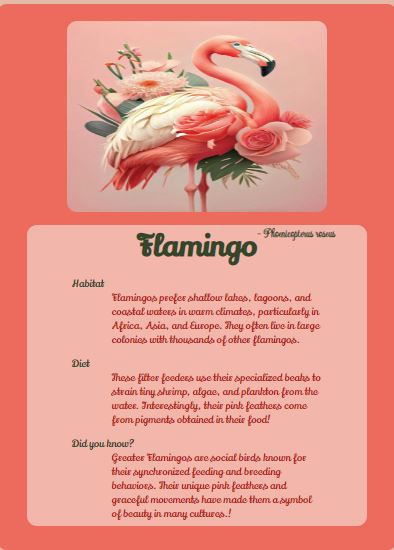 Flamingo - Phoenicopterus roseus
Habitat
Flamingos prefer shallow lakes, lagoons, and
coastal waters in warm climates, particularly in
Africa, Asia, and Europe. They often live in large
colonies with thousands of other flamingos.
Diet
These filter feeders use their specialized beaks to
strain tiny shrimp, algae, and plankton from the
water. Interestingly, their pink feathers come
from pigments obtained in their food!
Did you know?
Greater Flamingos are social birds known for
their synchronized feeding and breeding
behaviors. Their unique pink feathers and
graceful movements have made them a symbol
of beauty in many cultures.!